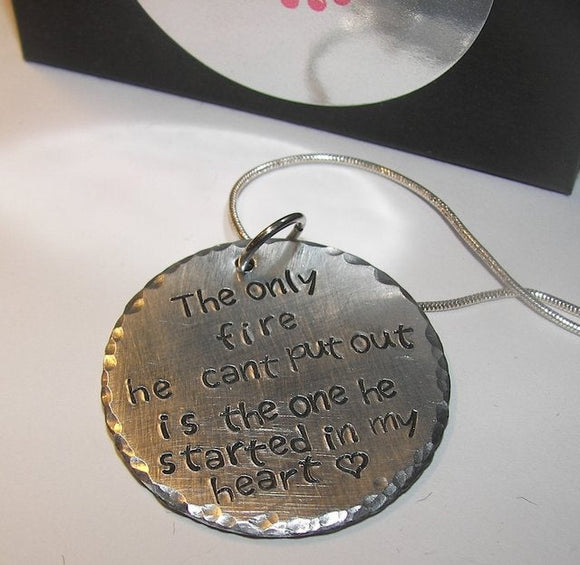 The only
fire
he cant put out
is the one he
started in my
heart